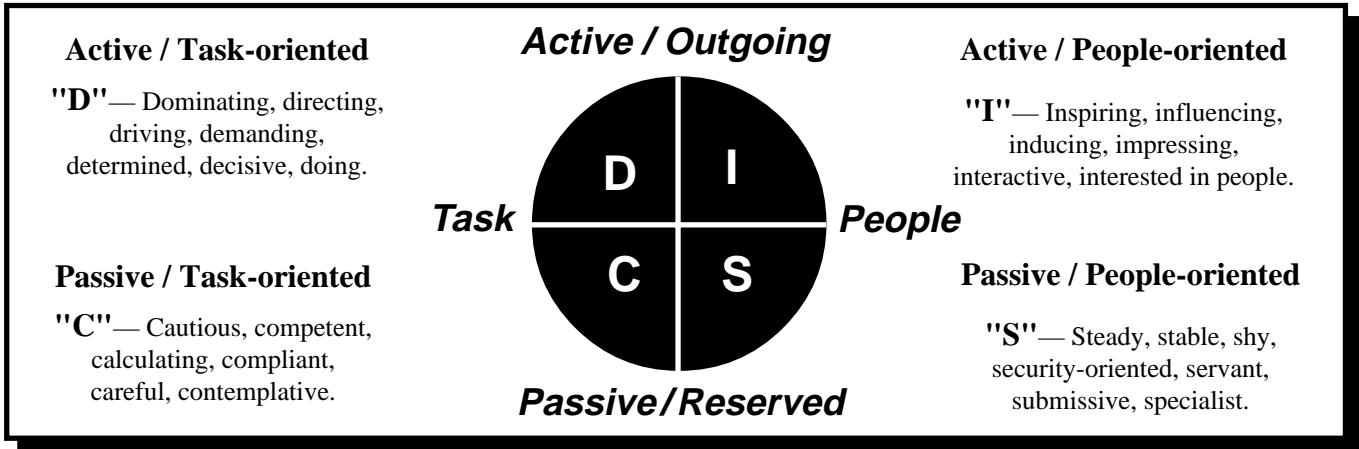 Active / Task-oriented
"D"— Dominating, directing,
driving, demanding,
determined, decisive, doing.
Active / Outgoing
Active / People-oriented
"I"— Inspiring, influencing,
inducing, impressing,
interactive, interested in people.
D
I
Task
People
C
S
Passive / Task-oriented
"C"— Cautious, competent,
calculating, compliant,
careful, contemplative.
Passive/Reserved
Passive / People-oriented
"S"— Steady, stable, shy,
security-oriented, servant,
submissive, specialist.